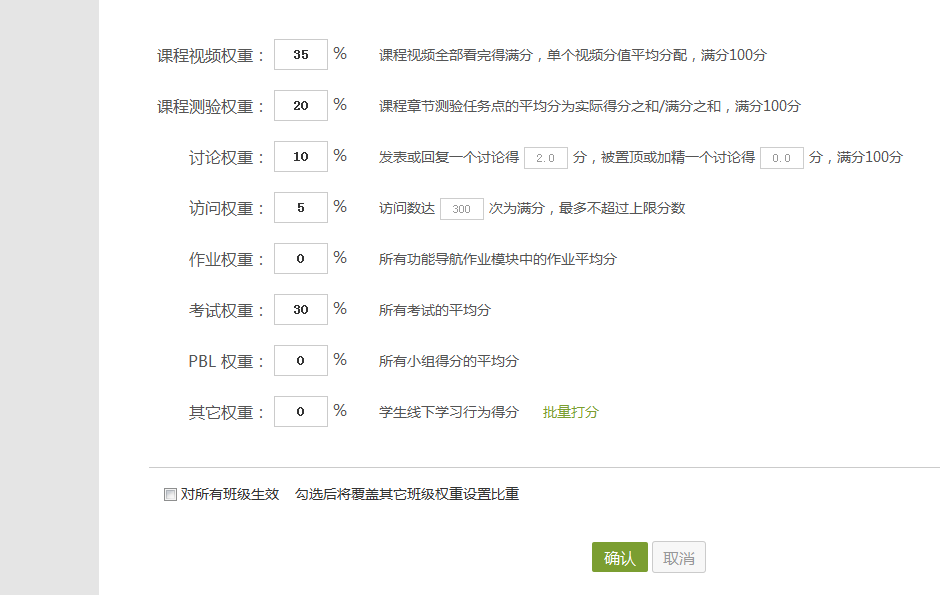 课程视频权重： 35 % 课程视频全部看完得满分，单个视频分值平均分配，满分100分
课程测验权重： 20 % 课程章节测验任务点的平均分为实际得分之和/满分之和，满分100分
讨论权重： 10 % 发表或回复一个讨论得 2.0 分，被置顶或加精一个讨论得 0.0 分，满分100分
访问权重： 5 % 访问数达 300 次为满分，最多不超过上限分数
作业权重： 0 % 所有功能导航作业模块中的作业平均分
考试权重： 30 % 所有考试的平均分
PBL 权重： 0 % 所有小组得分的平均分
其它权重： 0 % 学生线下学习行为得分 批量打分
对所有班级生效 勾选后将覆盖其它班级权重设置比重
确认 取消